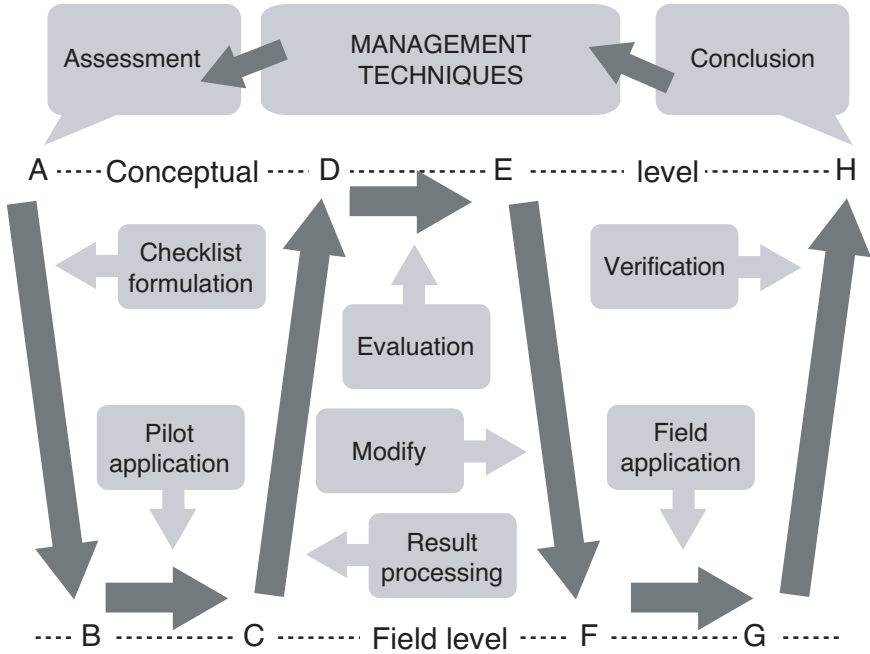 Assessment
MANAGEMENT
TECHNIQUES
Conclusion
A Conceptual D E level H
Checklist
formulation
Verification
Evaluation
Pilot
application
Modify
Field
application
Result
processing
B C Field level F G